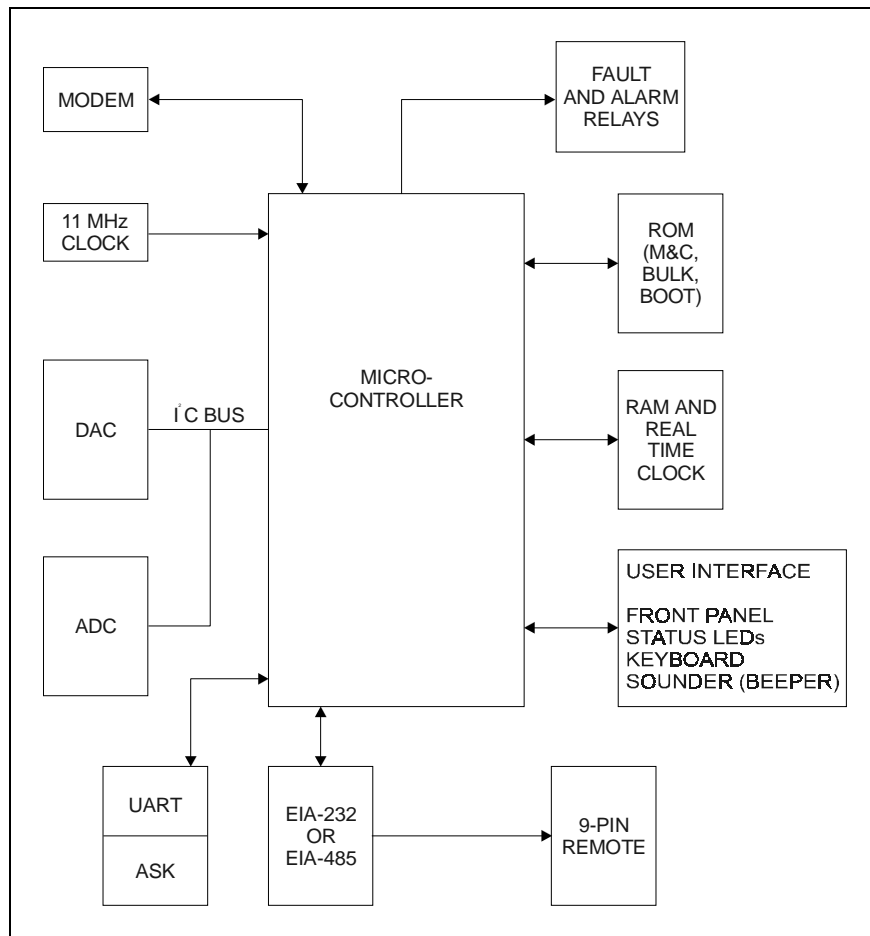 MODEM
FAULT
AND ALARM
RELAYS
11 MHz
CLOCK
ROM
(M&C,
BULK,
BOOT)
MICRO-
CONTROLLER
DAC
I²C BUS
RAM AND
REAL
TIME
CLOCK
ADC
USER INTERFACE
FRONT PANEL
STATUS LEDs
KEYBOARD
SOUNDER (BEEPER)
UART
ASK
EIA-232
OR
EIA-485
9-PIN
REMOTE